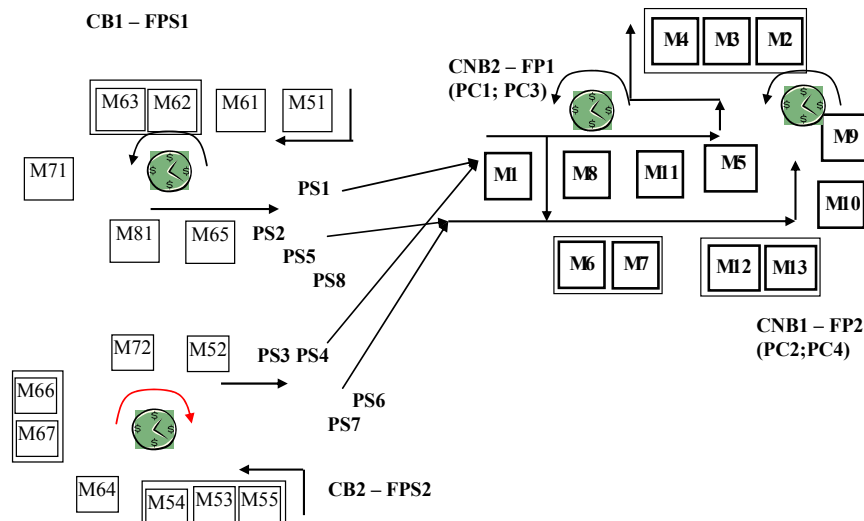 CB1 – FPS1
M63
M62
M61
M51
M71
M81
M65
PS1
PS2
PS5
PS8
M72
M52
PS3 PS4
PS6
PS7
M66
M67
M64
M54
M53
M55
CB2 – FPS2
CNB2 – FP1
(PC1; PC3)
M4
M3
M2
M9
M1
M8
M11
M5
M10
M6
M7
M12
M13
CNB1 – FP2
(PC2;PC4)
$ $ $ $
$ $ $ $
$ $ $ $
$ $ $ $